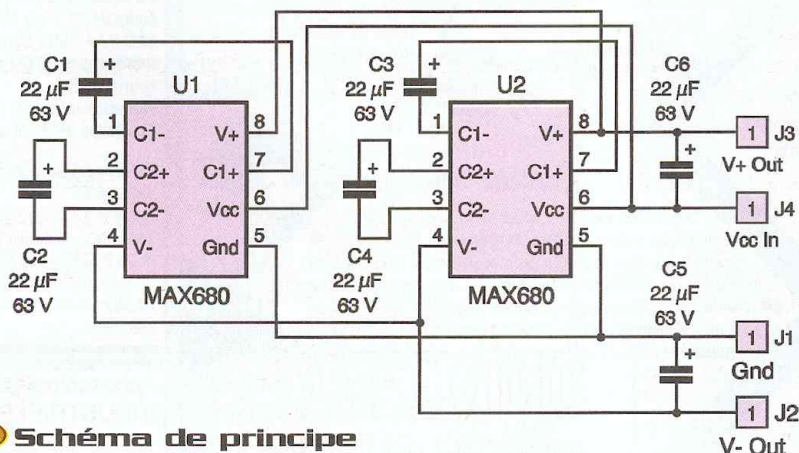 C1
22 µF
63 V
U1
1 C1- V+ 8
2 C2+ C1+ 7
3 C2- Vcc 6
4 V- Gnd 5
MAX680
C2
22 µF
63 V
C3
22 µF
63 V
U2
1 C1- V+ 8
2 C2+ C1+ 7
3 C2- Vcc 6
4 V- Gnd 5
MAX680
C4
22 µF
63 V
C6
22 µF
63 V
1 J3
V+ Out
1 J4
Vcc In
C5
22 µF
63 V
1 J1
Gnd
1 J2
V- Out
Schéma de principe